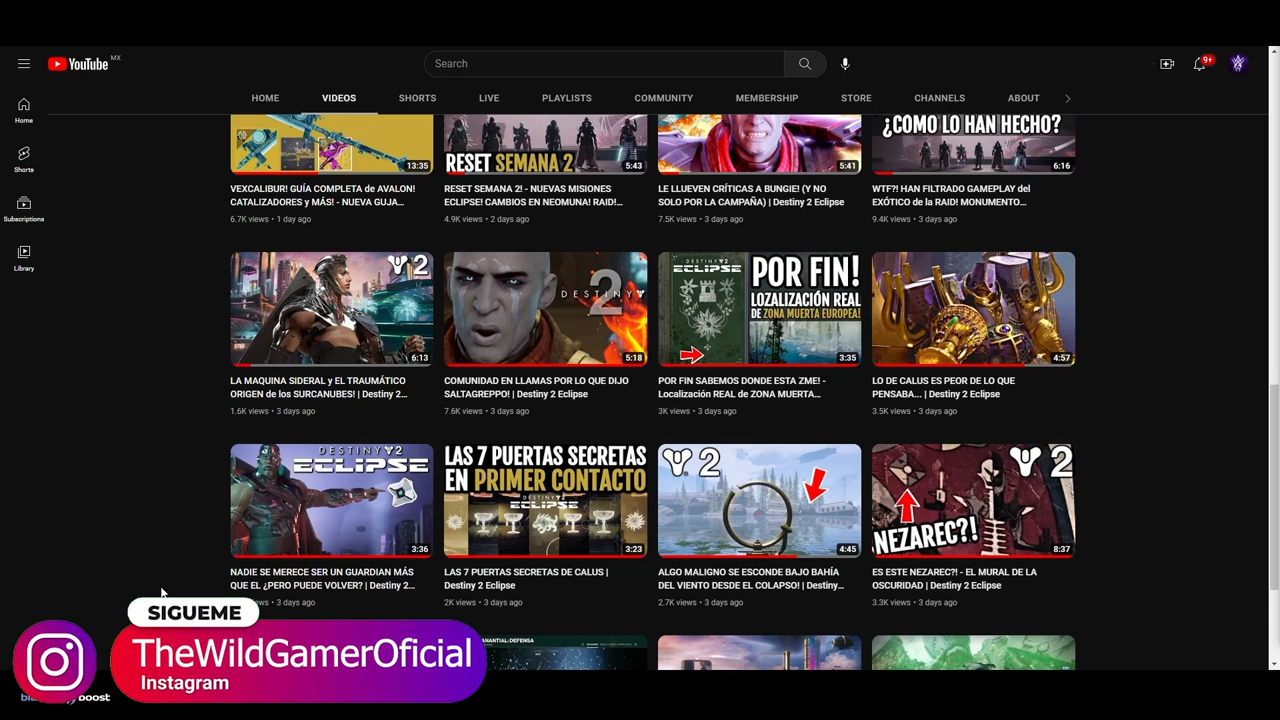 YouTube MX
Search
9+
HOME VIDEOS SHORTS LIVE PLAYLISTS COMMUNITY MEMBERSHIP STORE CHANNELS ABOUT
Home
Shorts
Subscriptions
Library
13:35
RESET SEMANA 2
5:43
5:41
¿CÓMO LO HAN HECHO?
6:16
VEXCALIBUR! GUÍA COMPLETA de AVALON!
CATALIZADORES y MÁS! - NUEVA GUJA...
6.7K views • 1 day ago
RESET SEMANA 2! - NUEVAS MISIONES
ECLIPSE! CAMBIOS EN NEOMUNA! RAID!...
4.9K views • 2 days ago
LE LLUEVEN CRÍTICAS A BUNGIE! (Y NO
SOLO POR LA CAMPAÑA) | Destiny 2 Eclipse
7.5K views • 3 days ago
WTF?! HAN FILTRADO GAMEPLAY del
EXÓTICO de la RAID! MONUMENTO...
9.4K views • 3 days ago
2
6:13
DESTINY 2
5:18
DESTINY 2
ECLIPSE
POR FIN!
LOZALIZACIÓN REAL
DE ZONA MUERTA EUROPEA!
3:35
4:57
LA MAQUINA SIDERAL y EL TRAUMÁTICO
ORIGEN de los SURCANUBES! | Destiny 2...
1.6K views • 3 days ago
COMUNIDAD EN LLAMAS POR LO QUE DIJO
SALTAGREPPO! | Destiny 2 Eclipse
7.6K views • 3 days ago
POR FIN SABEMOS DONDE ESTA ZME! -
Localización REAL de ZONA MUERTA...
3K views • 3 days ago
LO DE CALUS ES PEOR DE LO QUE
PENSABA... | Destiny 2 Eclipse
3.5K views • 3 days ago
DESTINY 2
ECLIPSE
3:36
LAS 7 PUERTAS SECRETAS
EN PRIMER CONTACTO
DESTINY 2
ECLIPSE
3:23
2
4:45
2
NEZAREC?!
8:37
NADIE SE MERECE SER UN GUARDIAN MÁS
QUE EL ¿PERO PUEDE VOLVER? | Destiny 2...
views • 3 days ago
LAS 7 PUERTAS SECRETAS DE CALUS |
Destiny 2 Eclipse
2K views • 3 days ago
ALGO MALIGNO SE ESCONDE BAJO BAHÍA
DEL VIENTO DESDE EL COLAPSO! | Destiny...
2.7K views • 3 days ago
ES ESTE NEZAREC?! - EL MURAL DE LA
OSCURIDAD | Destiny 2 Eclipse
3.3K views • 3 days ago
SIGUEME
TheWildGamerOficial
Instagram
boost